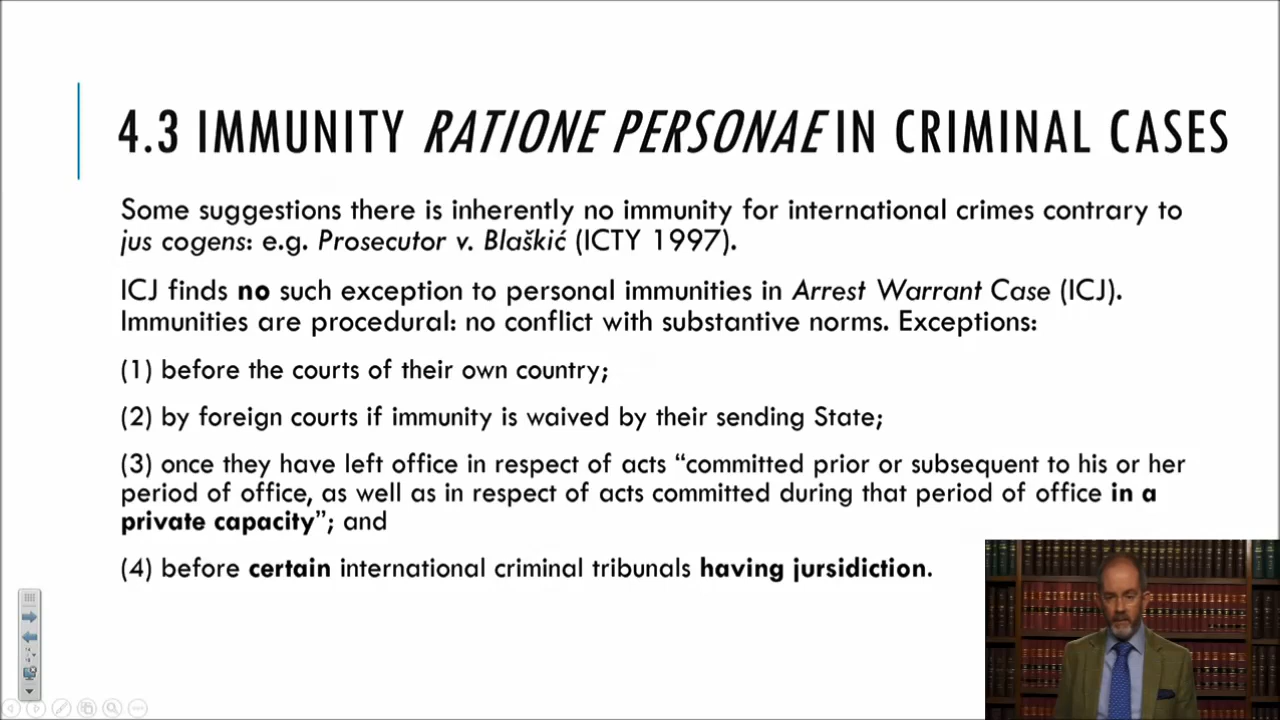 4.3 IMMUNITY RATIONE PERSONAE IN CRIMINAL CASES
Some suggestions there is inherently no immunity for international crimes contrary to
jus cogens: e.g. Prosecutor v. Blaškić (ICTY 1997).
ICJ finds no such exception to personal immunities in Arrest Warrant Case (ICJ).
Immunities are procedural: no conflict with substantive norms. Exceptions:
(1) before the courts of their own country;
(2) by foreign courts if immunity is waived by their sending State;
(3) once they have left office in respect of acts “committed prior or subsequent to his or her
period of office, as well as in respect of acts committed during that period of office in a
private capacity”; and
(4) before certain international criminal tribunals having jursidiction.